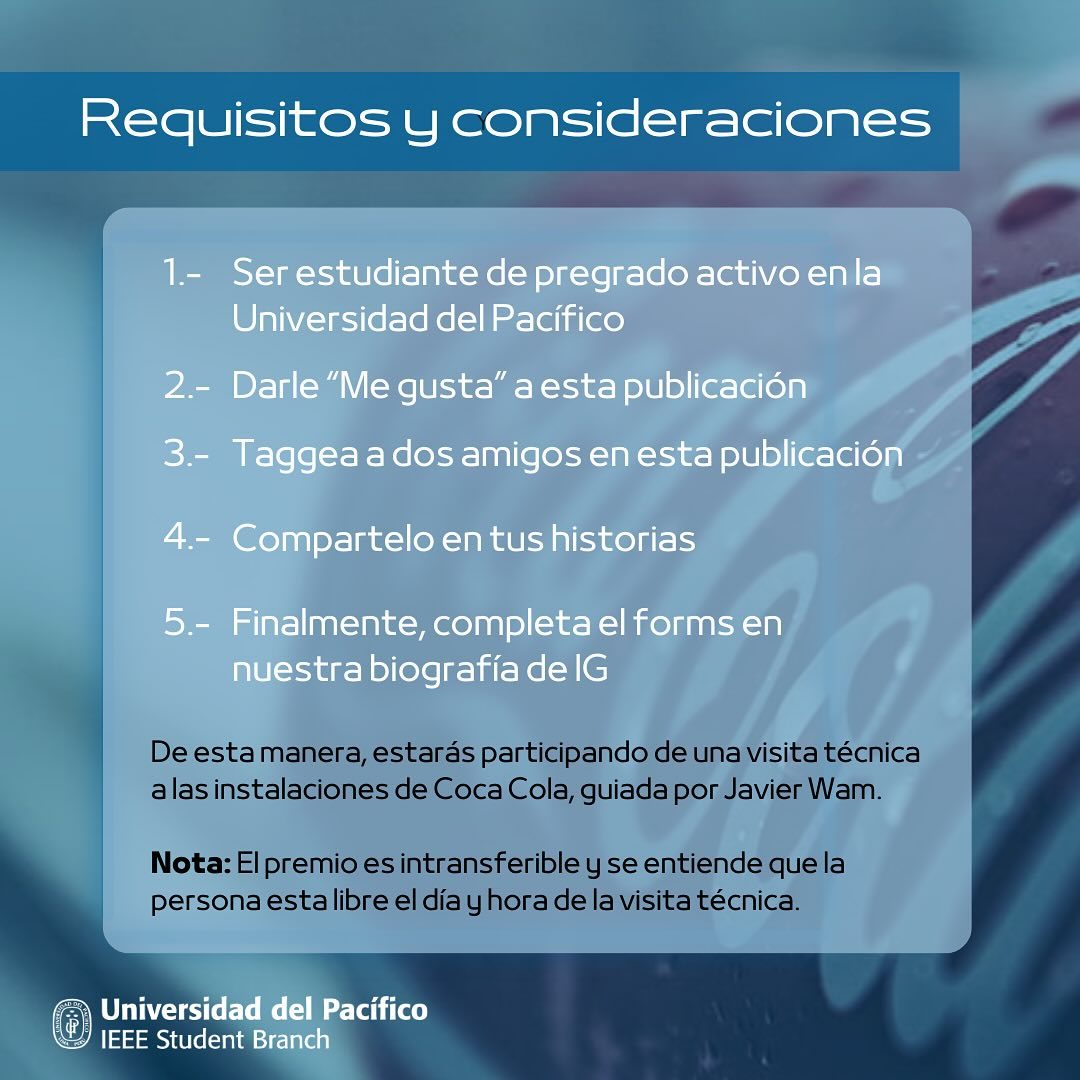 Requisitos y consideraciones
1.- Ser estudiante de pregrado activo en la
Universidad del Pacífico
2.- Darle “Me gusta” a esta publicación
3.- Taggea a dos amigos en esta publicación
4.- Compartelo en tus historias
5.- Finalmente, completa el forms en
nuestra biografía de IG
De esta manera, estarás participando de una visita técnica
a las instalaciones de Coca Cola, guiada por Javier Wam.
Nota: El premio es intransferible y se entiende que la
persona esta libre el día y hora de la visita técnica.
Universidad del Pacífico
IEEE Student Branch